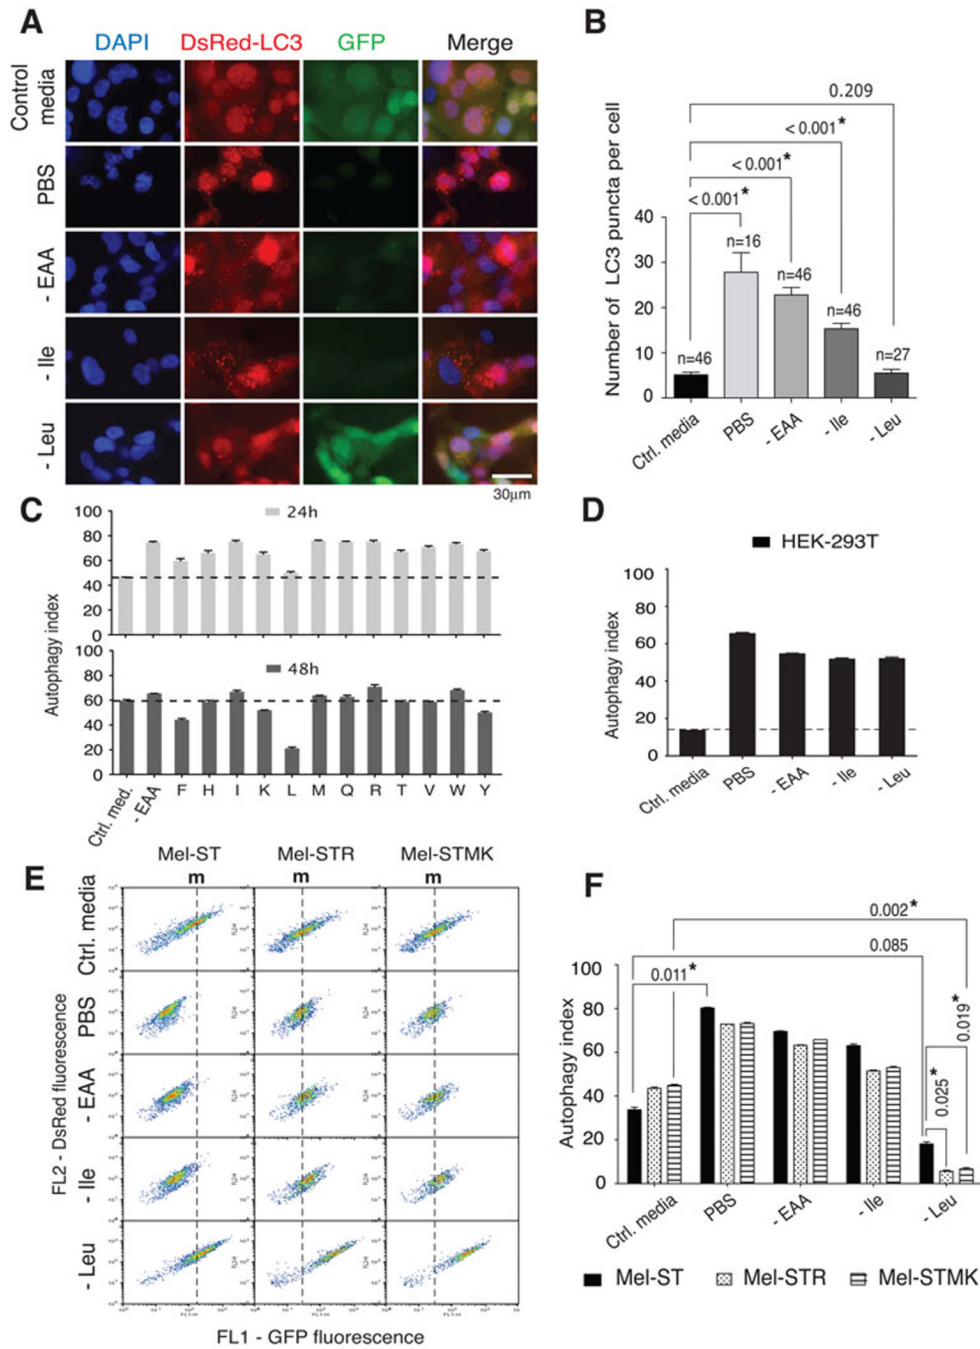 A
DAPI DsRed-LC3 GFP Merge
Control media
PBS
- EAA
- Ile
- Leu
30µm
B
Number of LC3 puncta per cell
0.209
< 0.001 *
< 0.001 *
< 0.001 *
40
30
20
10
0
n=46
n=16
n=46
n=46
n=27
Ctrl. media
PBS
- EAA
- Ile
- Leu
C
Autophagy index
24h
100
80
60
40
20
0
48h
100
80
60
40
20
0
Ctrl. med. - EAA F H I K L M Q R T V W Y
D
HEK-293T
Autophagy index
100
80
60
40
20
0
Ctrl. media
PBS
- EAA
- Ile
- Leu
E
Mel-ST Mel-STR Mel-STMK
m m m
Ctrl. media
PBS
- EAA
- Ile
- Leu
FL2 - DsRed fluorescence
FL1 - GFP fluorescence
F
Autophagy index
0.002 *
0.085
0.011 *
0.019 *
0.025 *
100
80
60
40
20
0
Ctrl. media
PBS
- EAA
- Ile
- Leu
Mel-ST Mel-STR Mel-STMK